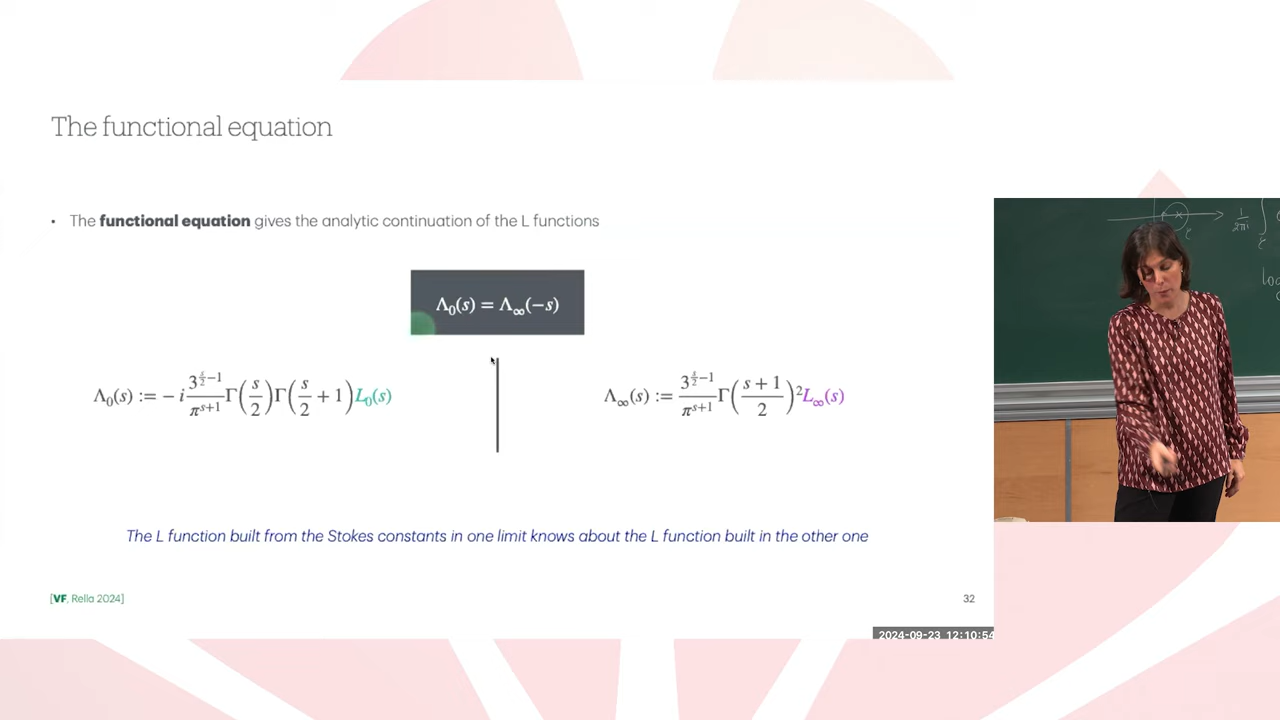 The functional equation
• The functional equation gives the analytic continuation of the L functions
Λ₀(s) = Λ∞(−s)
Λ₀(s) := − i 3^{s/2−1}/π^{s+1} Γ(s/2)Γ(s/2 + 1)L₀(s)
Λ∞(s) := 3^{s/2−1}/π^{s+1} Γ((s + 1)/2)²L∞(s)
The L function built from the Stokes constants in one limit knows about the L function built in the other one
[VF, Rella 2024]
32
2024-09-23 12:10:54
1/2πi ∫